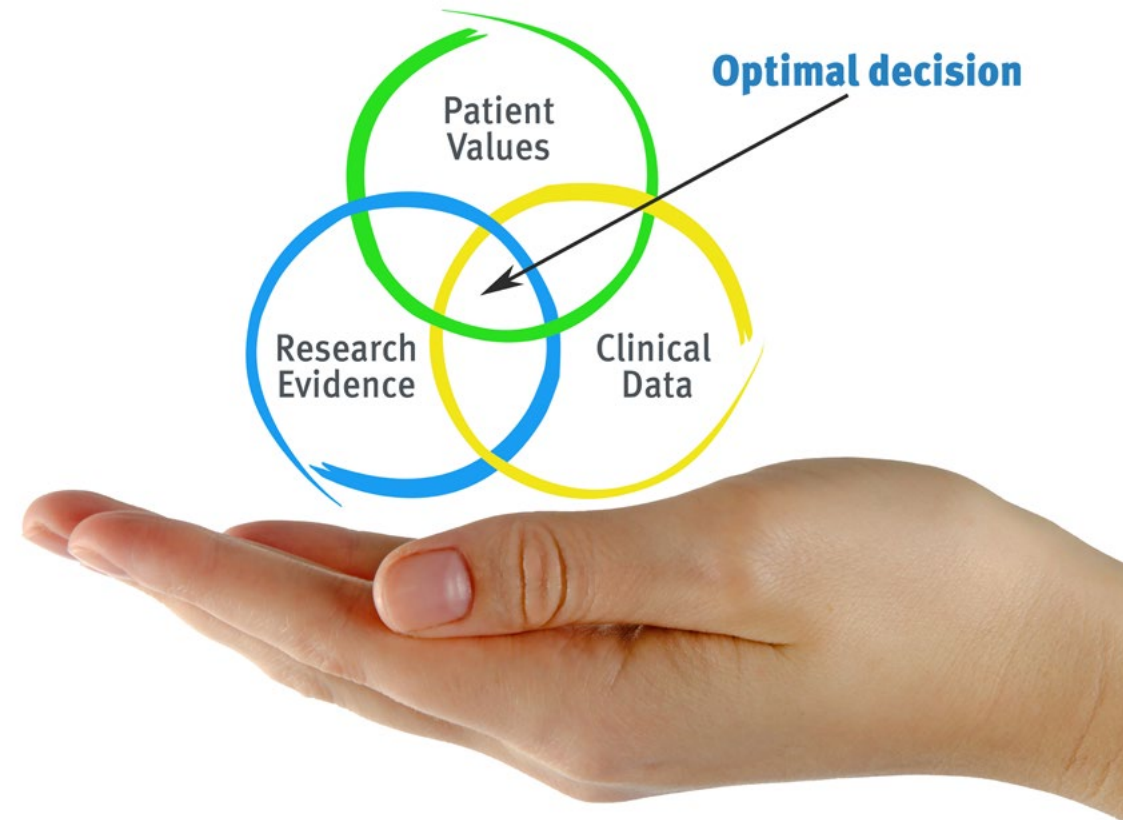 Optimal decision
Patient
Values
Research
Evidence
Clinical
Data